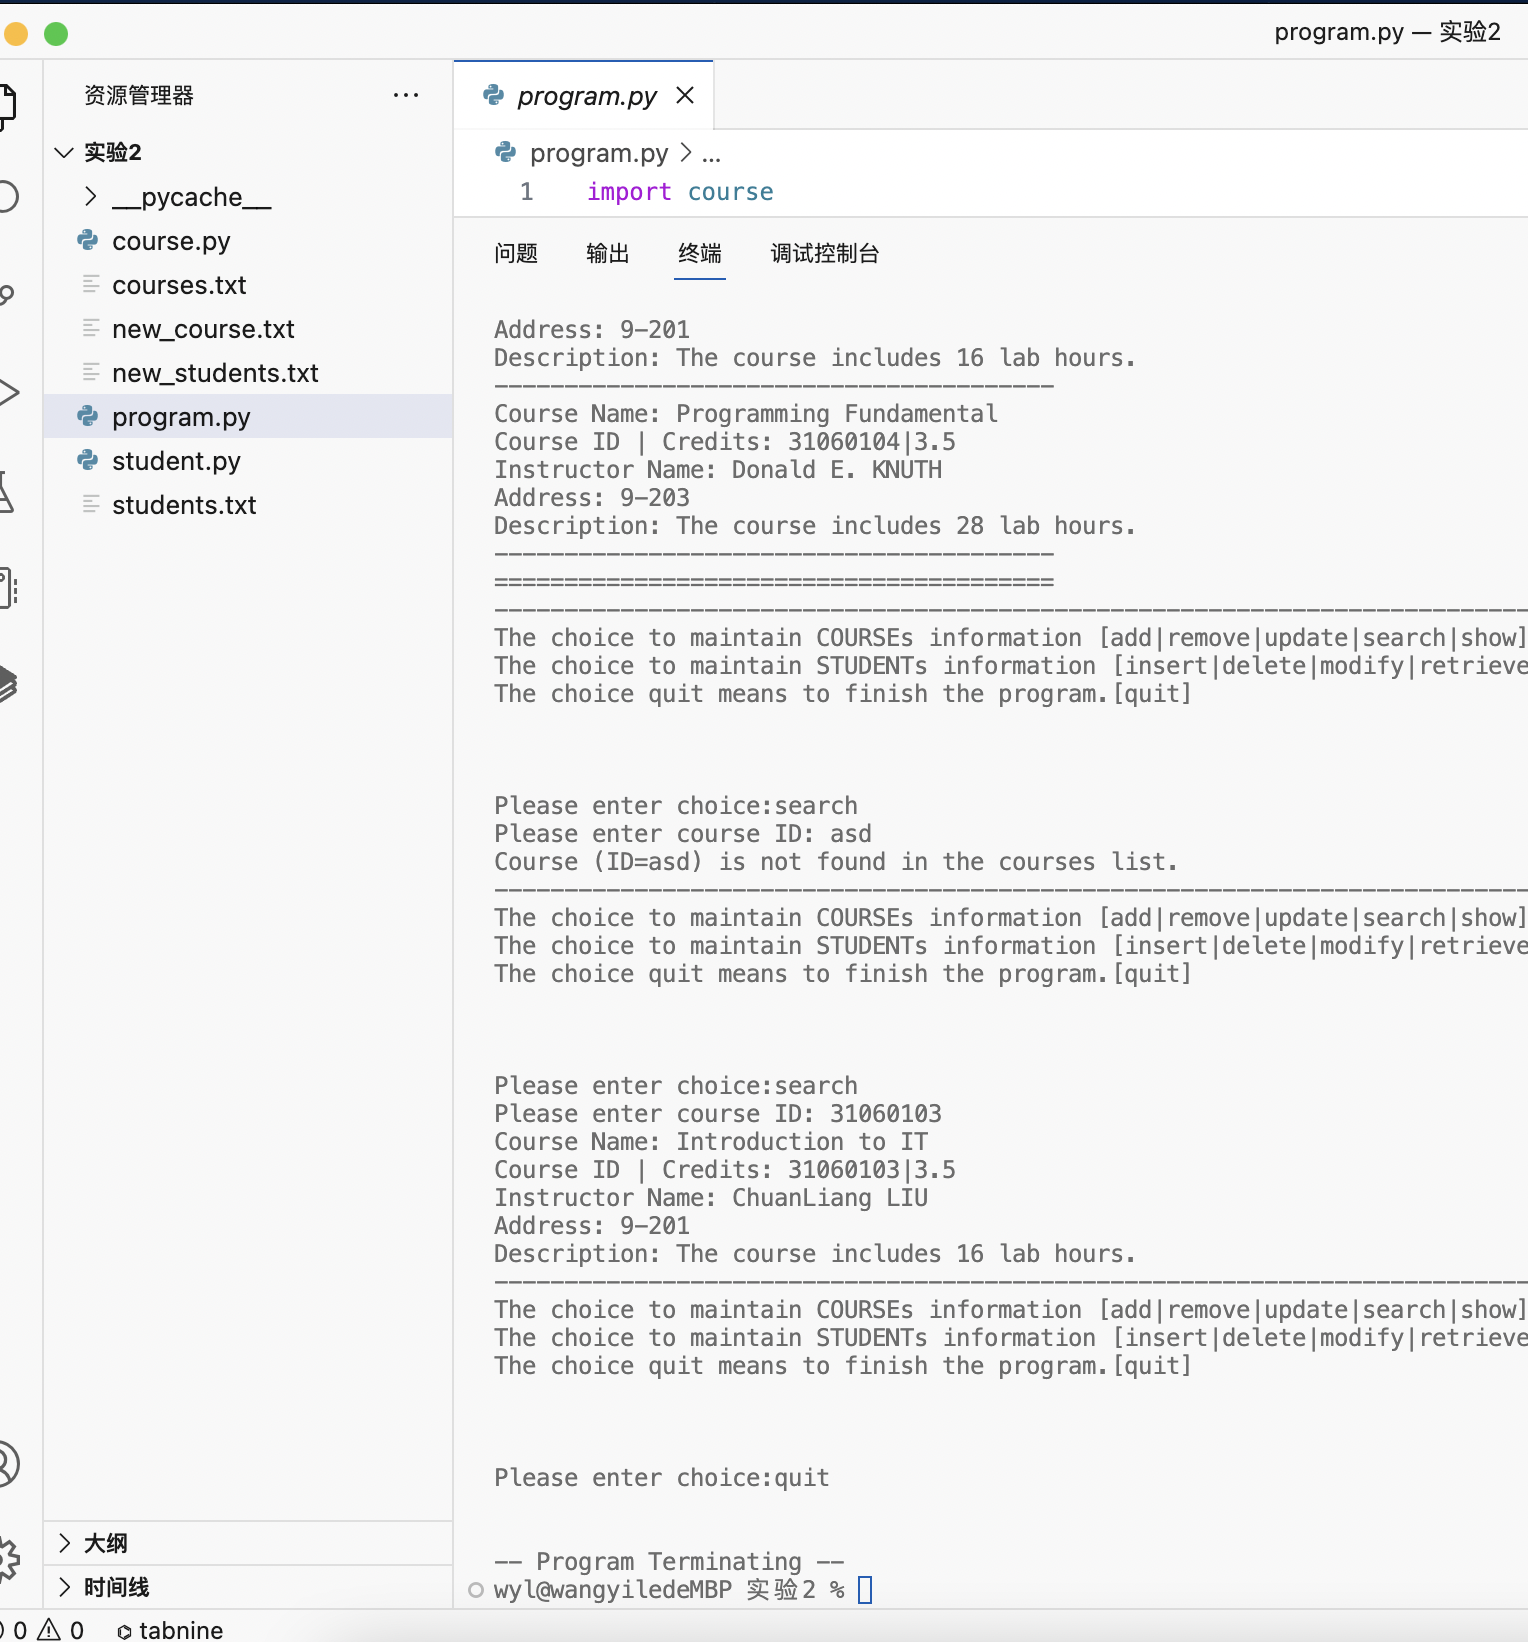 program.py — 实验2
资源管理器
实验2
__pycache__
course.py
courses.txt
new_course.txt
new_students.txt
program.py
student.py
students.txt
大纲
时间线
program.py
program.py > ...
1 import course
问题 输出 终端 调试控制台
Address: 9-201
Description: The course includes 16 lab hours.
----------------------------------------
Course Name: Programming Fundamental
Course ID | Credits: 31060104|3.5
Instructor Name: Donald E. KNUTH
Address: 9-203
Description: The course includes 28 lab hours.
----------------------------------------
========================================
--------------------------------------------------------------------------
The choice to maintain COURSEs information [add|remove|update|search|show]
The choice to maintain STUDENTs information [insert|delete|modify|retrieve
The choice quit means to finish the program.[quit]
Please enter choice:search
Please enter course ID: asd
Course (ID=asd) is not found in the courses list.
--------------------------------------------------------------------------
The choice to maintain COURSEs information [add|remove|update|search|show]
The choice to maintain STUDENTs information [insert|delete|modify|retrieve
The choice quit means to finish the program.[quit]
Please enter choice:search
Please enter course ID: 31060103
Course Name: Introduction to IT
Course ID | Credits: 31060103|3.5
Instructor Name: ChuanLiang LIU
Address: 9-201
Description: The course includes 16 lab hours.
--------------------------------------------------------------------------
The choice to maintain COURSEs information [add|remove|update|search|show]
The choice to maintain STUDENTs information [insert|delete|modify|retrieve
The choice quit means to finish the program.[quit]
Please enter choice:quit
-- Program Terminating --
wyl@wangyiledeMBP 实验2 %
0 0 tabnine